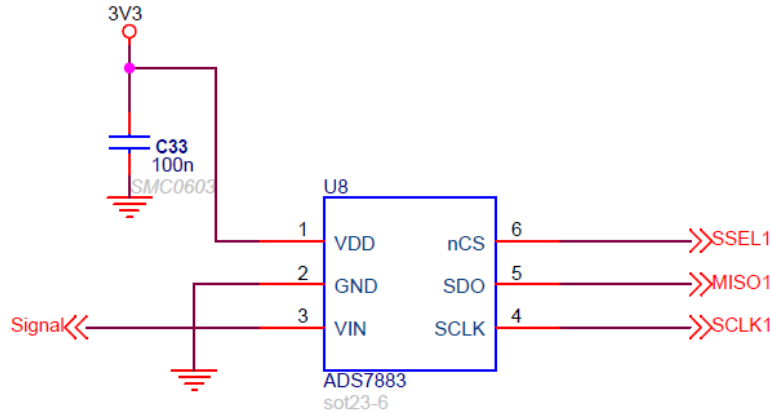 3V3
C33
100n
SMC0603
U8
1 VDD nCS 6 SSEL1
2 GND SDO 5 MISO1
Signal 3 VIN SCLK 4 SCLK1
ADS7883
sot23-6